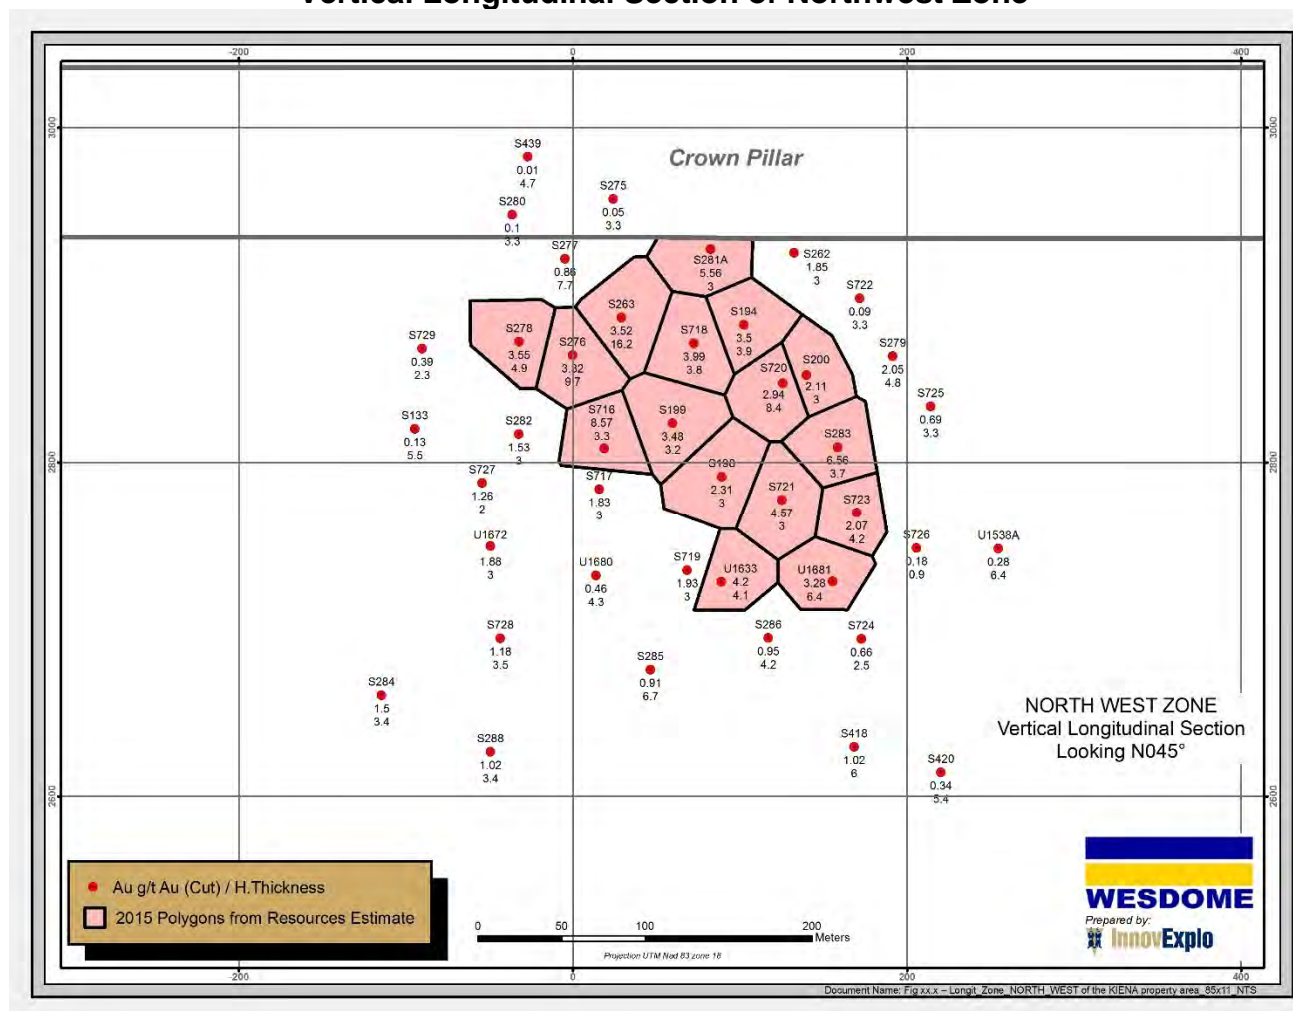 Vertical Longitudinal Section of Northwest Zone
-200
0
200
400
3000
3000
Crown Pillar
S439
0.01
4.7
S275
0.05
3.3
S280
0.1
3.3
S277
0.86
7.7
S281A
5.56
3
S262
1.85
3
S722
0.09
3.3
S263
3.52
16.2
S194
3.5
3.9
S278
3.55
4.9
S276
3.32
9.7
S718
3.99
3.8
S729
0.39
2.3
S279
2.05
4.8
S720
2.94
8.4
S200
2.11
3
S725
0.69
3.3
S716
8.57
3.3
S199
3.48
3.2
S133
0.13
5.5
S282
1.53
3
S283
6.56
3.7
2800
2800
S727
1.26
2
S717
1.83
3
2.31
3
S721
4.57
3
S723
2.07
4.2
U1672
1.88
3
S726
0.18
0.9
U1538A
0.28
6.4
U1680
0.46
4.3
S719
1.93
3
U1633
4.2
4.1
U1681
3.28
6.4
S728
1.18
3.5
S286
0.95
4.2
S724
0.66
2.5
S285
0.91
6.7
S284
1.5
3.4
S288
1.02
3.4
S418
1.02
6
S420
0.34
5.4
NORTH WEST ZONE
Vertical Longitudinal Section
Looking N045°
2600
2600
Au g/t Au (Cut) / H.Thickness
2015 Polygons from Resources Estimate
0 50 100 200
Meters
Projection UTM Nad 83 zone 18
WESDOME
Prepared by:
InnovExplo
-200
0
200
400
Document Name: Fig xx.x – Longit_Zone_NORTH_WEST of the KIENA property area_85x11_NTS